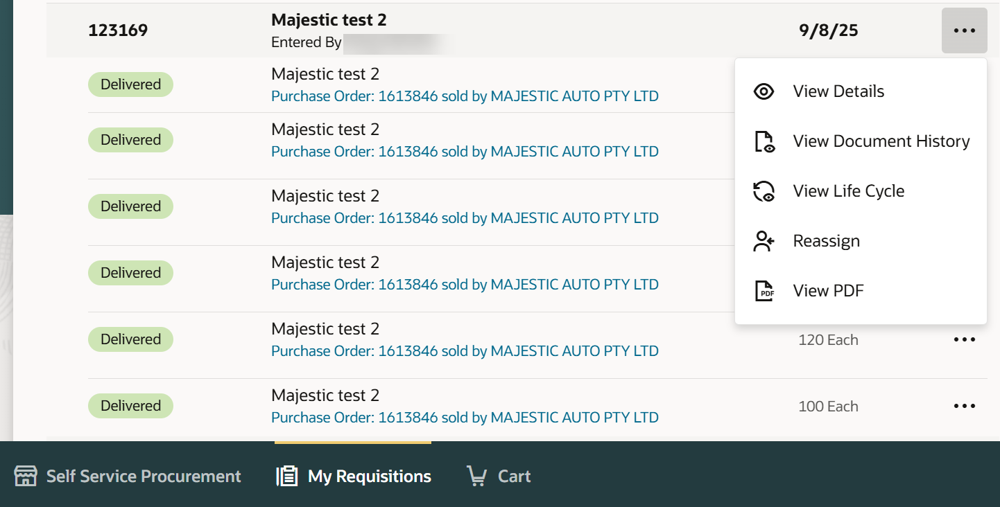 123169
Majestic test 2
9/8/25
Entered By
Delivered
Majestic test 2
Purchase Order: 1613846 sold by MAJESTIC AUTO PTY LTD
Delivered
Majestic test 2
Purchase Order: 1613846 sold by MAJESTIC AUTO PTY LTD
Delivered
Majestic test 2
Purchase Order: 1613846 sold by MAJESTIC AUTO PTY LTD
Delivered
Majestic test 2
Purchase Order: 1613846 sold by MAJESTIC AUTO PTY LTD
Delivered
Majestic test 2
Purchase Order: 1613846 sold by MAJESTIC AUTO PTY LTD
120 Each
Delivered
Majestic test 2
Purchase Order: 1613846 sold by MAJESTIC AUTO PTY LTD
100 Each
View Details
View Document History
View Life Cycle
Reassign
PDF
View PDF
Self Service Procurement
My Requisitions
Cart